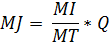 MJ = MI / MT * Q